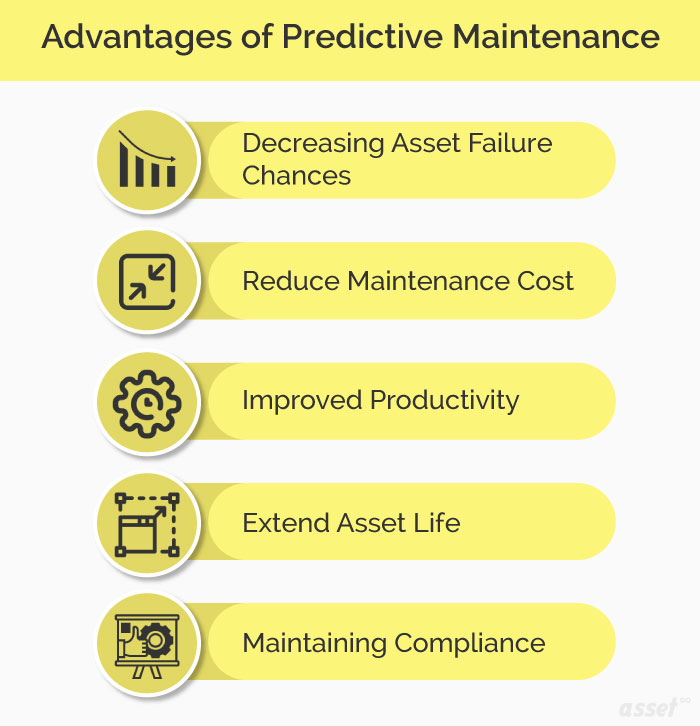 Advantages of Predictive Maintenance
Decreasing Asset Failure
Chances
Reduce Maintenance Cost
Improved Productivity
Extend Asset Life
Maintaining Compliance
asset